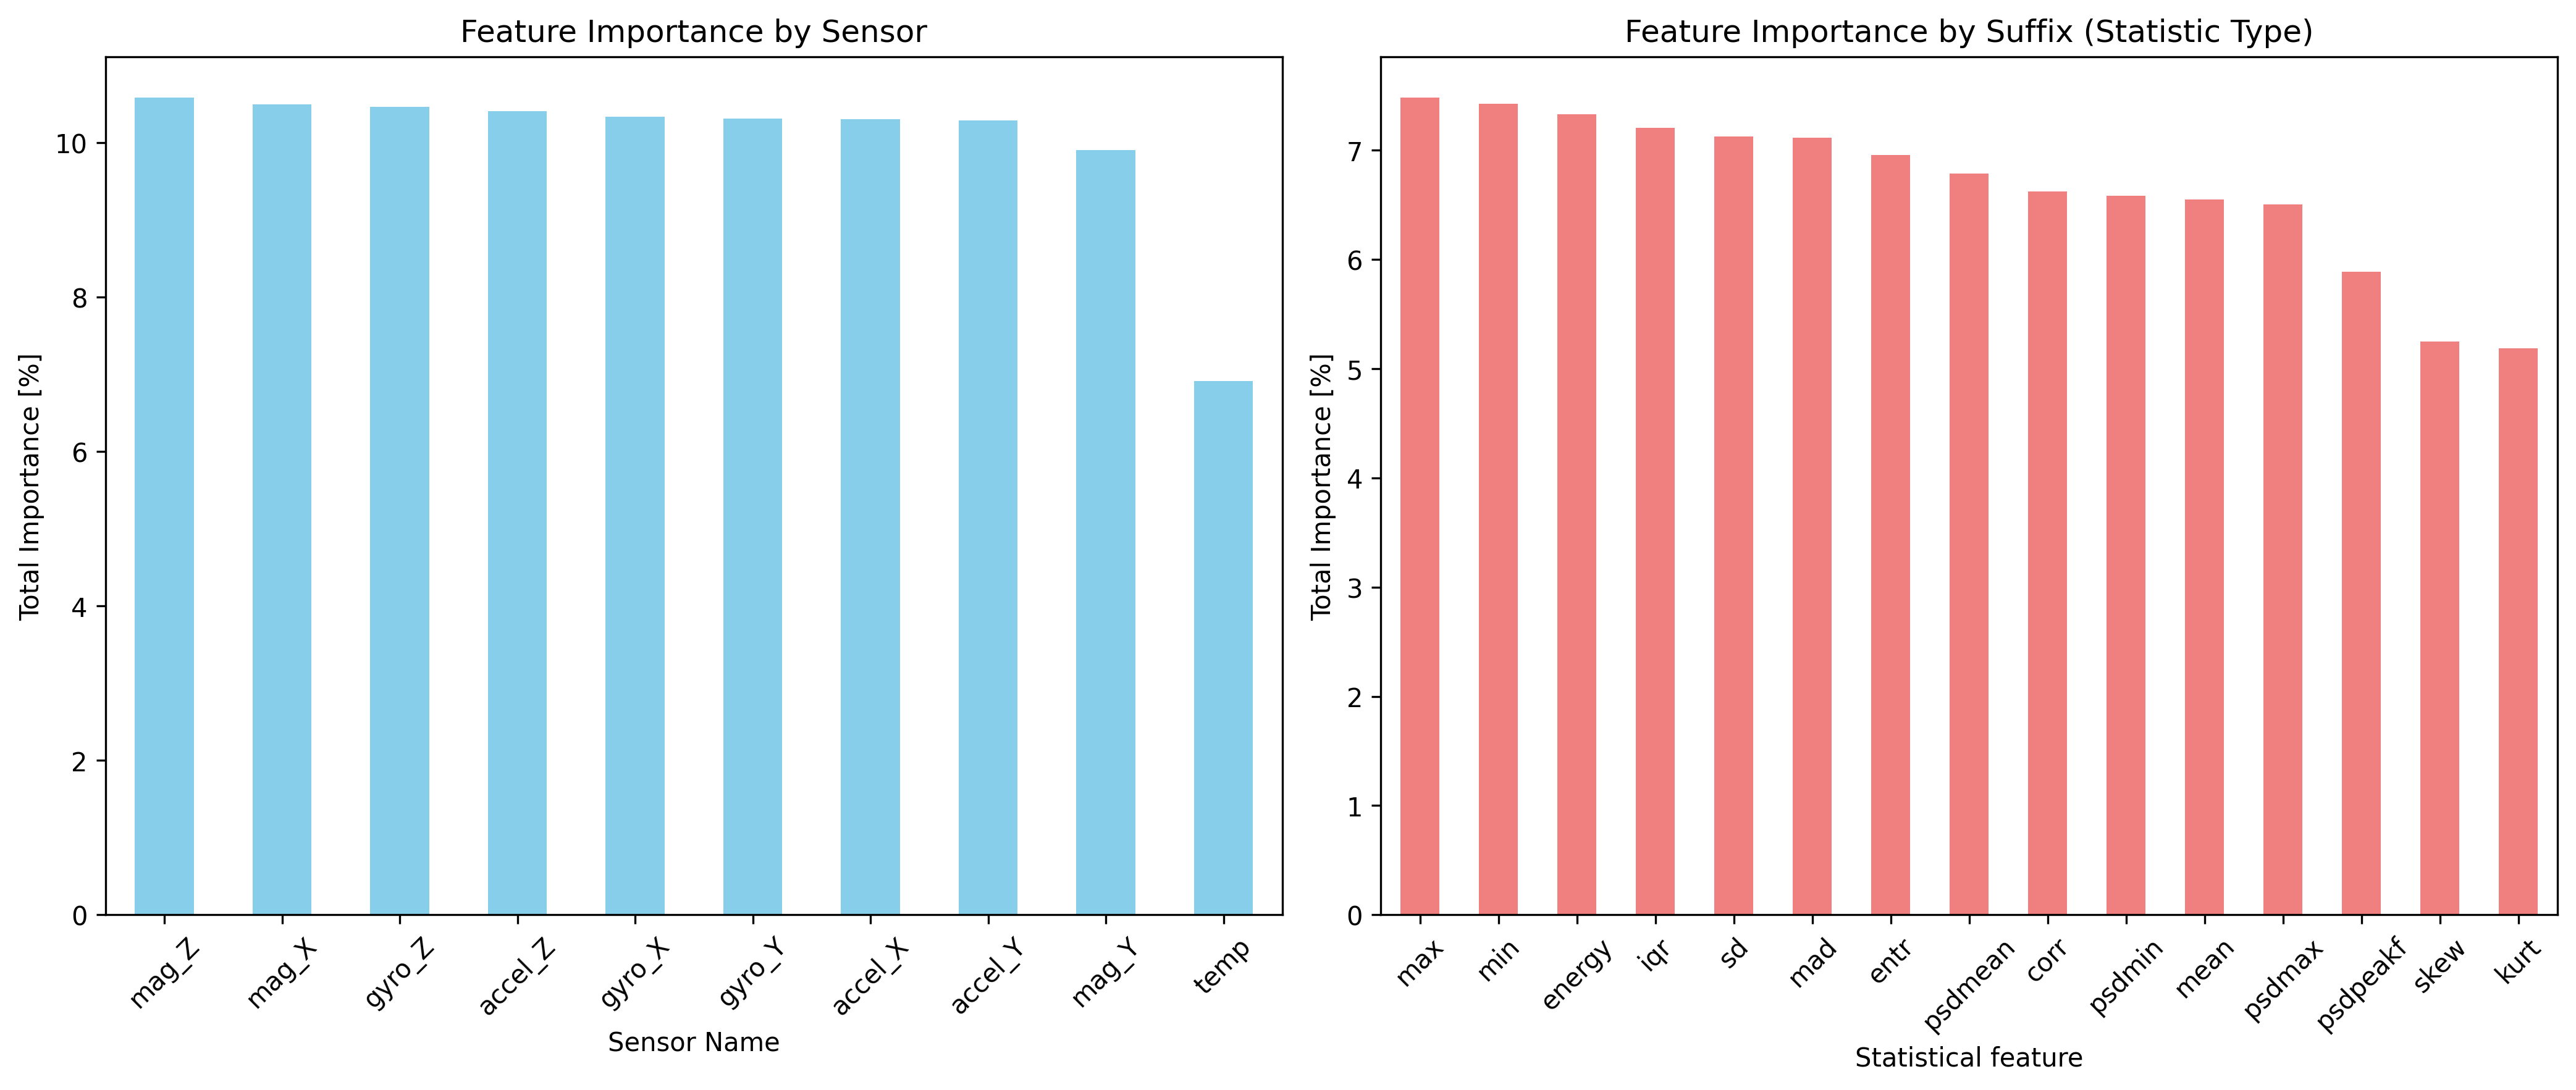 Feature Importance by Sensor
Total Importance [%]
10
8
6
4
2
0
mag_Z
mag_X
gyro_Z
accel_Z
gyro_X
gyro_Y
accel_X
accel_Y
mag_Y
temp
Sensor Name
Feature Importance by Suffix (Statistic Type)
Total Importance [%]
7
6
5
4
3
2
1
0
max
min
energy
iqr
sd
mad
entr
psdmean
corr
psdmin
mean
psdmax
psdpeakf
skew
kurt
Statistical feature